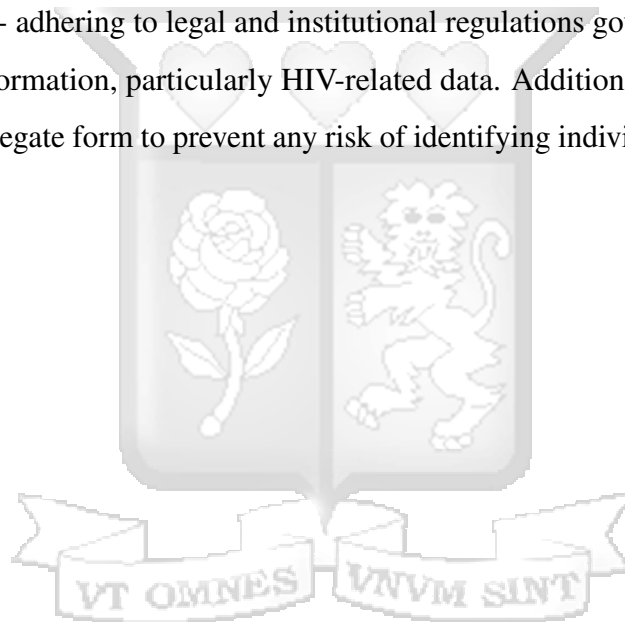 - adhering to legal and institutional regulations go
ormation, particularly HIV-related data. Addition
egate form to prevent any risk of identifying indivi
VT OMNES VNVM SINT